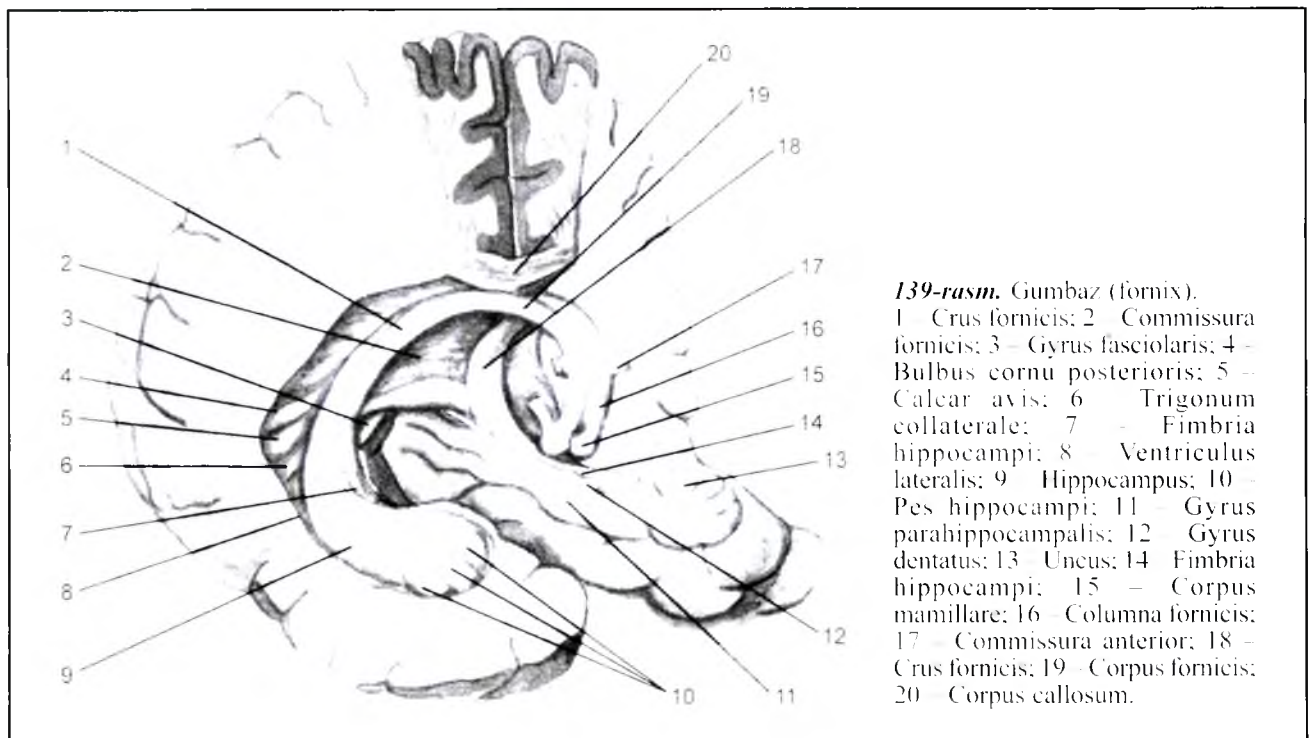 20
19
18
1
2
3
4
5
6
7
8
9
10
11
12
13
14
15
16
17
139-rasm. Gumbaz (fornix).
1 – Crus fornicis; 2 – Commissura
fornicis; 3 – Gyrus fasciolaris; 4 –
Bulbus cornu posterioris; 5 –
Calcar avis; 6 – Trigonum
collaterale; 7 – Fimbria
hippocampi; 8 – Ventriculus
lateralis; 9 – Hippocampus; 10 –
Pes hippocampi; 11 – Gyrus
parahippocampalis; 12 – Gyrus
dentatus; 13 – Uncus; 14 – Fimbria
hippocampi; 15 – Corpus
mamillare; 16 – Columna fornicis;
17 – Commissura anterior; 18 –
Crus fornicis; 19 – Corpus fornicis;
20 – Corpus callosum.